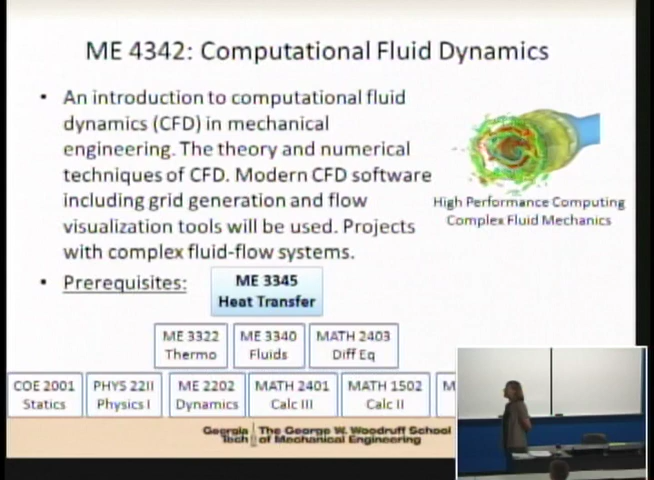 ME 4342: Computational Fluid Dynamics
• An introduction to computational fluid
dynamics (CFD) in mechanical
engineering. The theory and numerical
techniques of CFD. Modern CFD software
including grid generation and flow
visualization tools will be used. Projects
with complex fluid-flow systems.
High Performance Computing
Complex Fluid Mechanics
• Prerequisites:
ME 3345
Heat Transfer
ME 3322
Thermo
ME 3340
Fluids
MATH 2403
Diff Eq
COE 2001
Statics
PHYS 2211
Physics I
ME 2202
Dynamics
MATH 2401
Calc III
MATH 1502
Calc II
M
Georgia
Tech
The George W. Woodruff School
of Mechanical Engineering